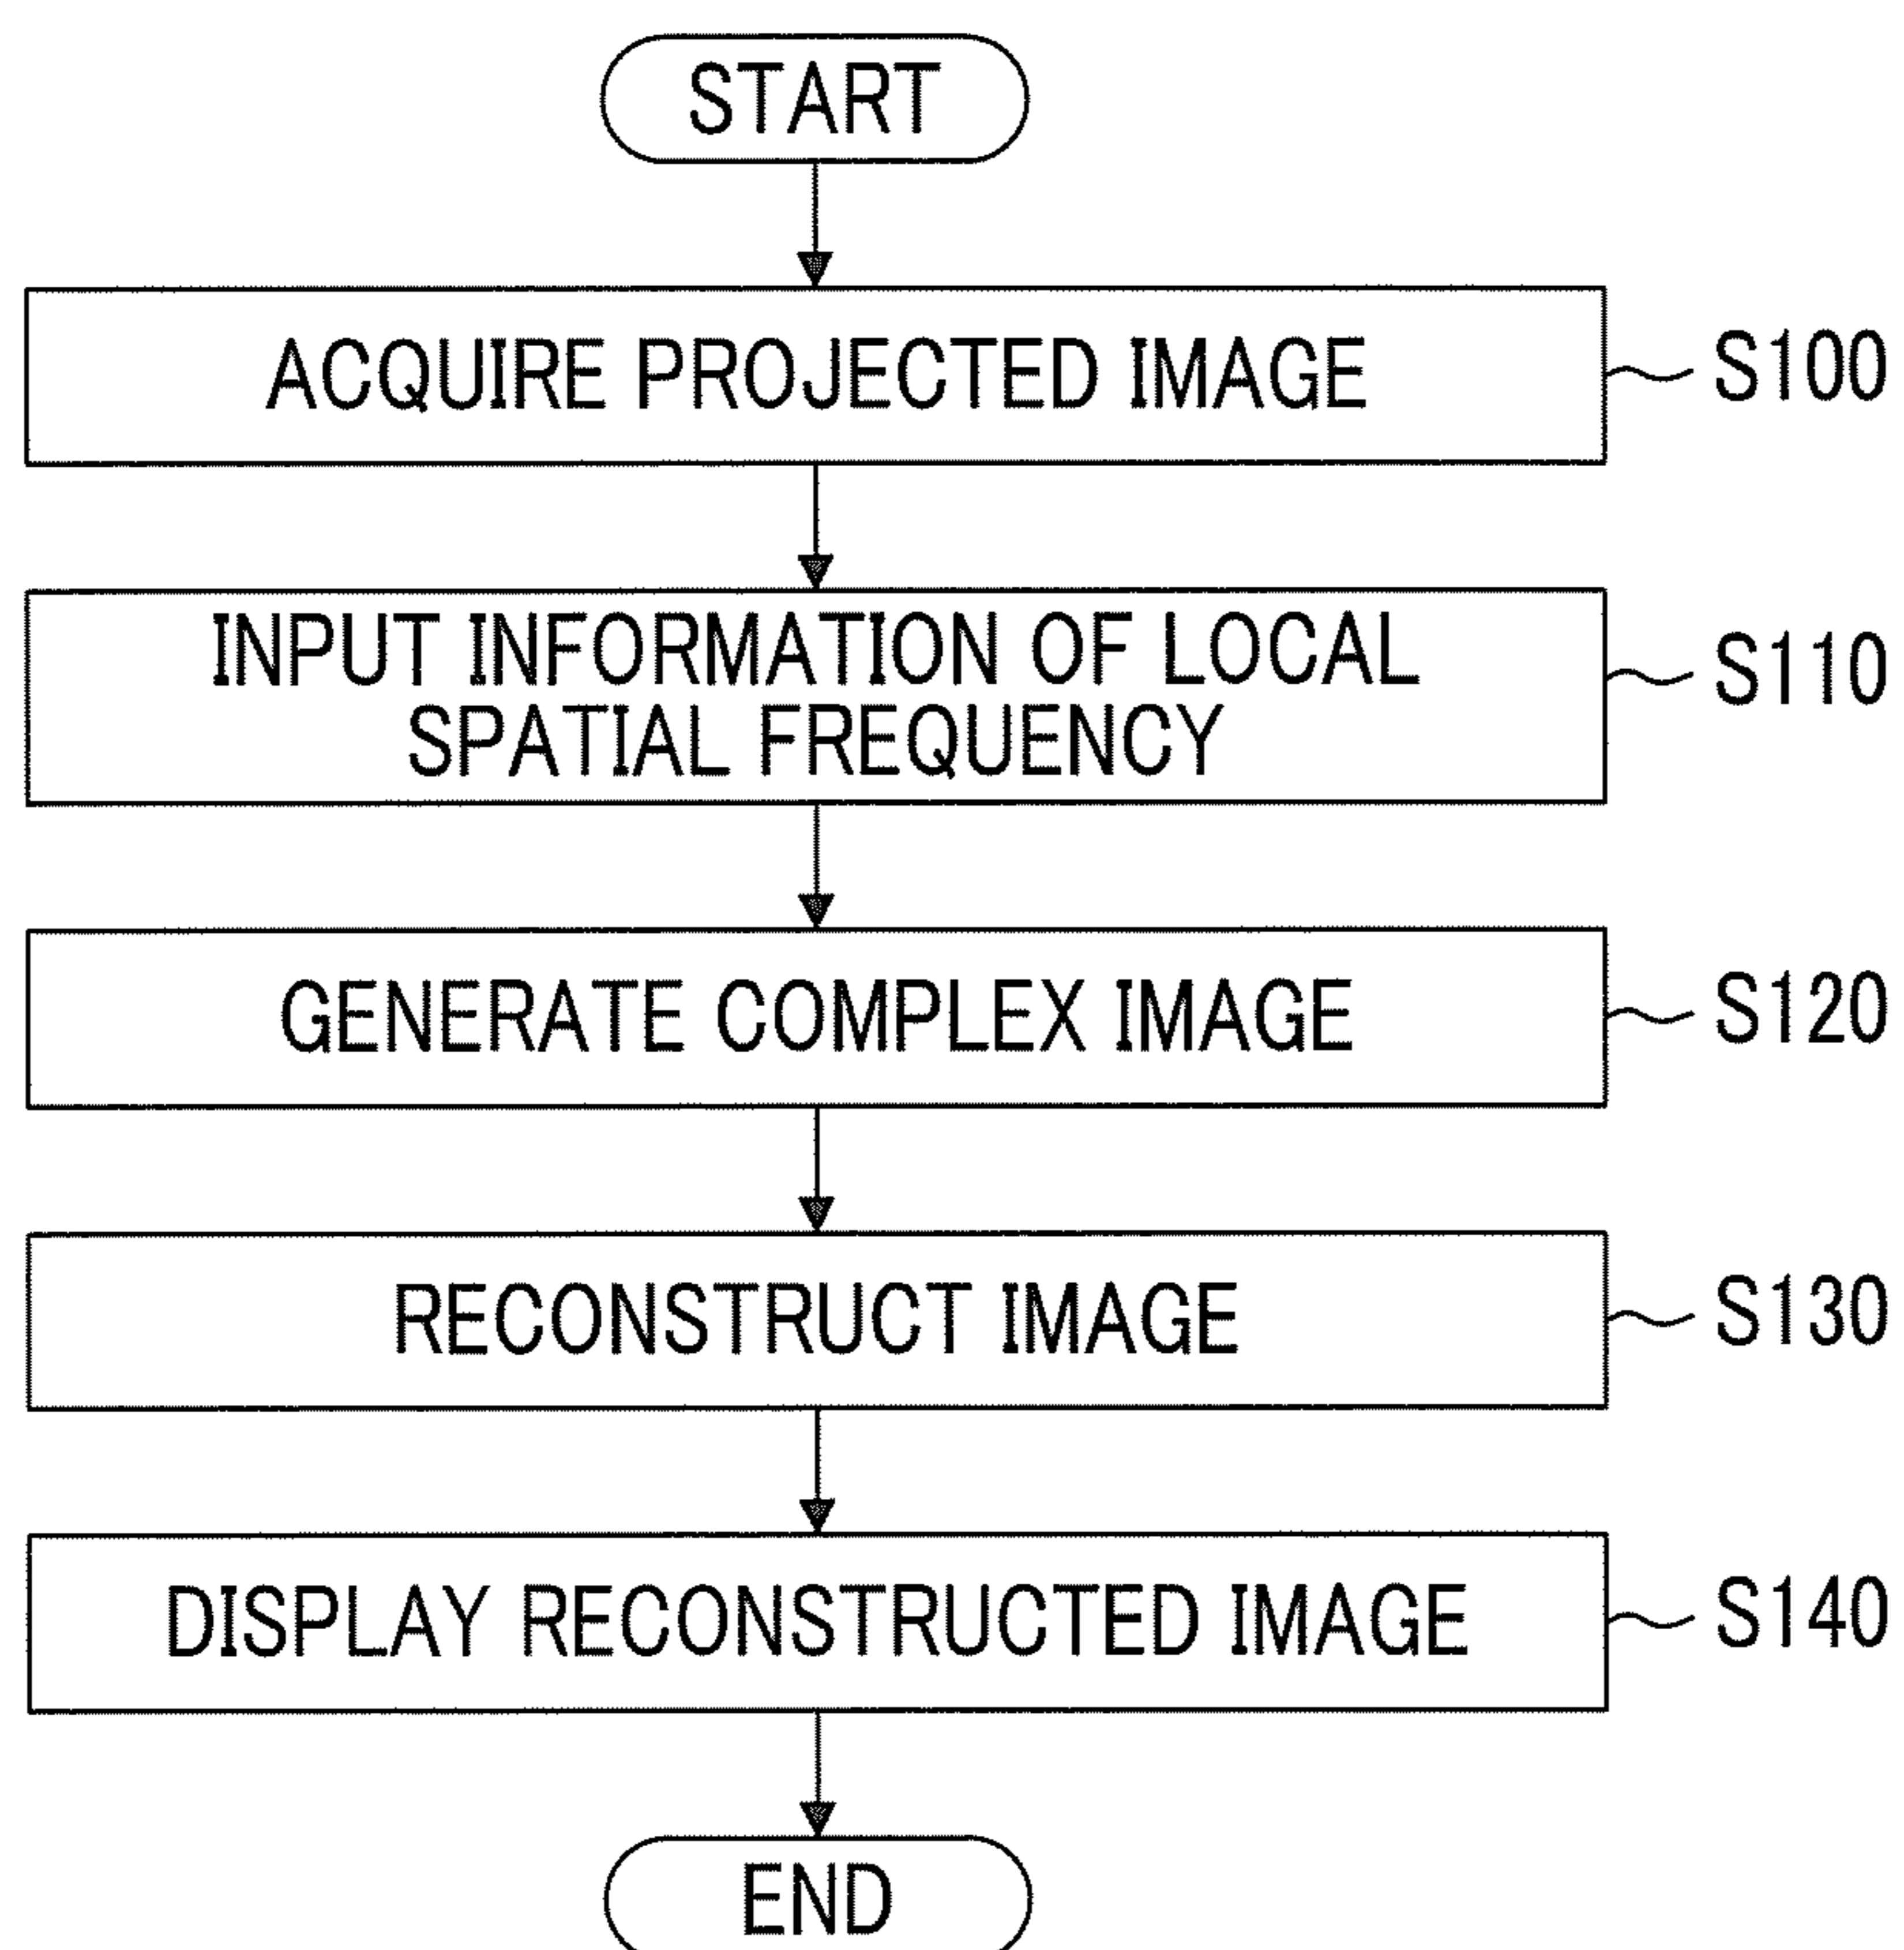 START
ACQUIRE PROJECTED IMAGE
S100
INPUT INFORMATION OF LOCAL
SPATIAL FREQUENCY
S110
GENERATE COMPLEX IMAGE
S120
RECONSTRUCT IMAGE
S130
DISPLAY RECONSTRUCTED IMAGE
S140
END